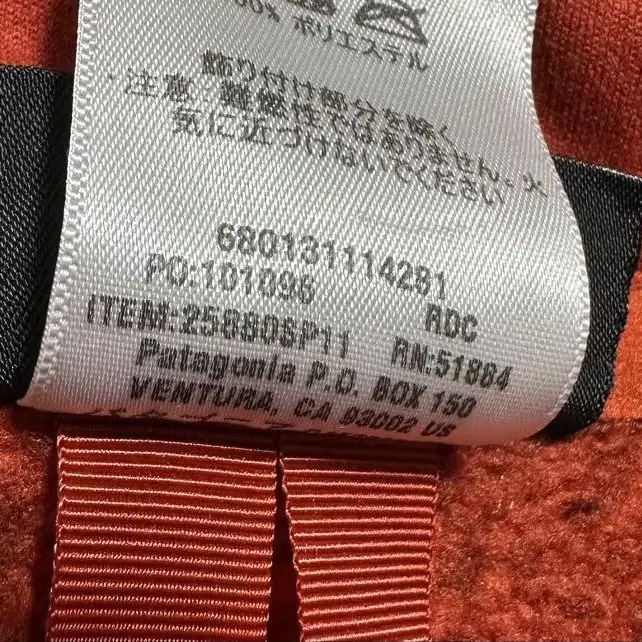 100% ポリエステル
飾り付け部分を除く
・注意 難燃性ではありません、火
気に近づけないでください
680131114281
PO:101096 RDC
ITEM:25880SP11 RN:51884
Patagonia P.O. BOX 150
VENTURA, CA 93002 US